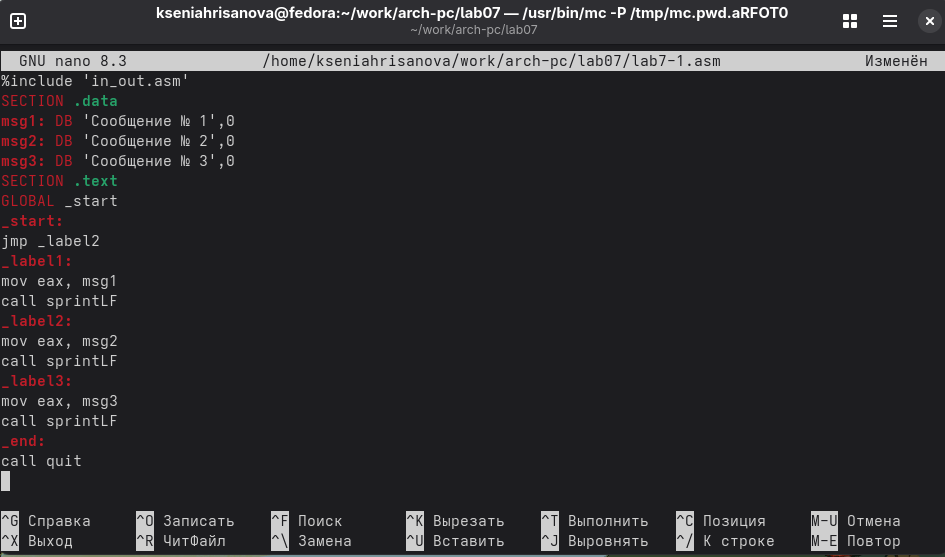 kseniahrisanova@fedora:~/work/arch-pc/lab07 — /usr/bin/mc -P /tmp/mc.pwd.aRFOT0
~/work/arch-pc/lab07
GNU nano 8.3 /home/kseniahrisanova/work/arch-pc/lab07/lab7-1.asm Изменён
%include 'in_out.asm'
SECTION .data
msg1: DB 'Сообщение № 1',0
msg2: DB 'Сообщение № 2',0
msg3: DB 'Сообщение № 3',0
SECTION .text
GLOBAL _start
_start:
jmp _label2
_label1:
mov eax, msg1
call sprintLF
_label2:
mov eax, msg2
call sprintLF
_label3:
mov eax, msg3
call sprintLF
_end:
call quit
^G Справка ^O Записать ^F Поиск ^K Вырезать ^T Выполнить ^C Позиция M-U Отмена
^X Выход ^R ЧитФайл ^\ Замена ^U Вставить ^J Выровнять ^/ К строке M-E Повтор